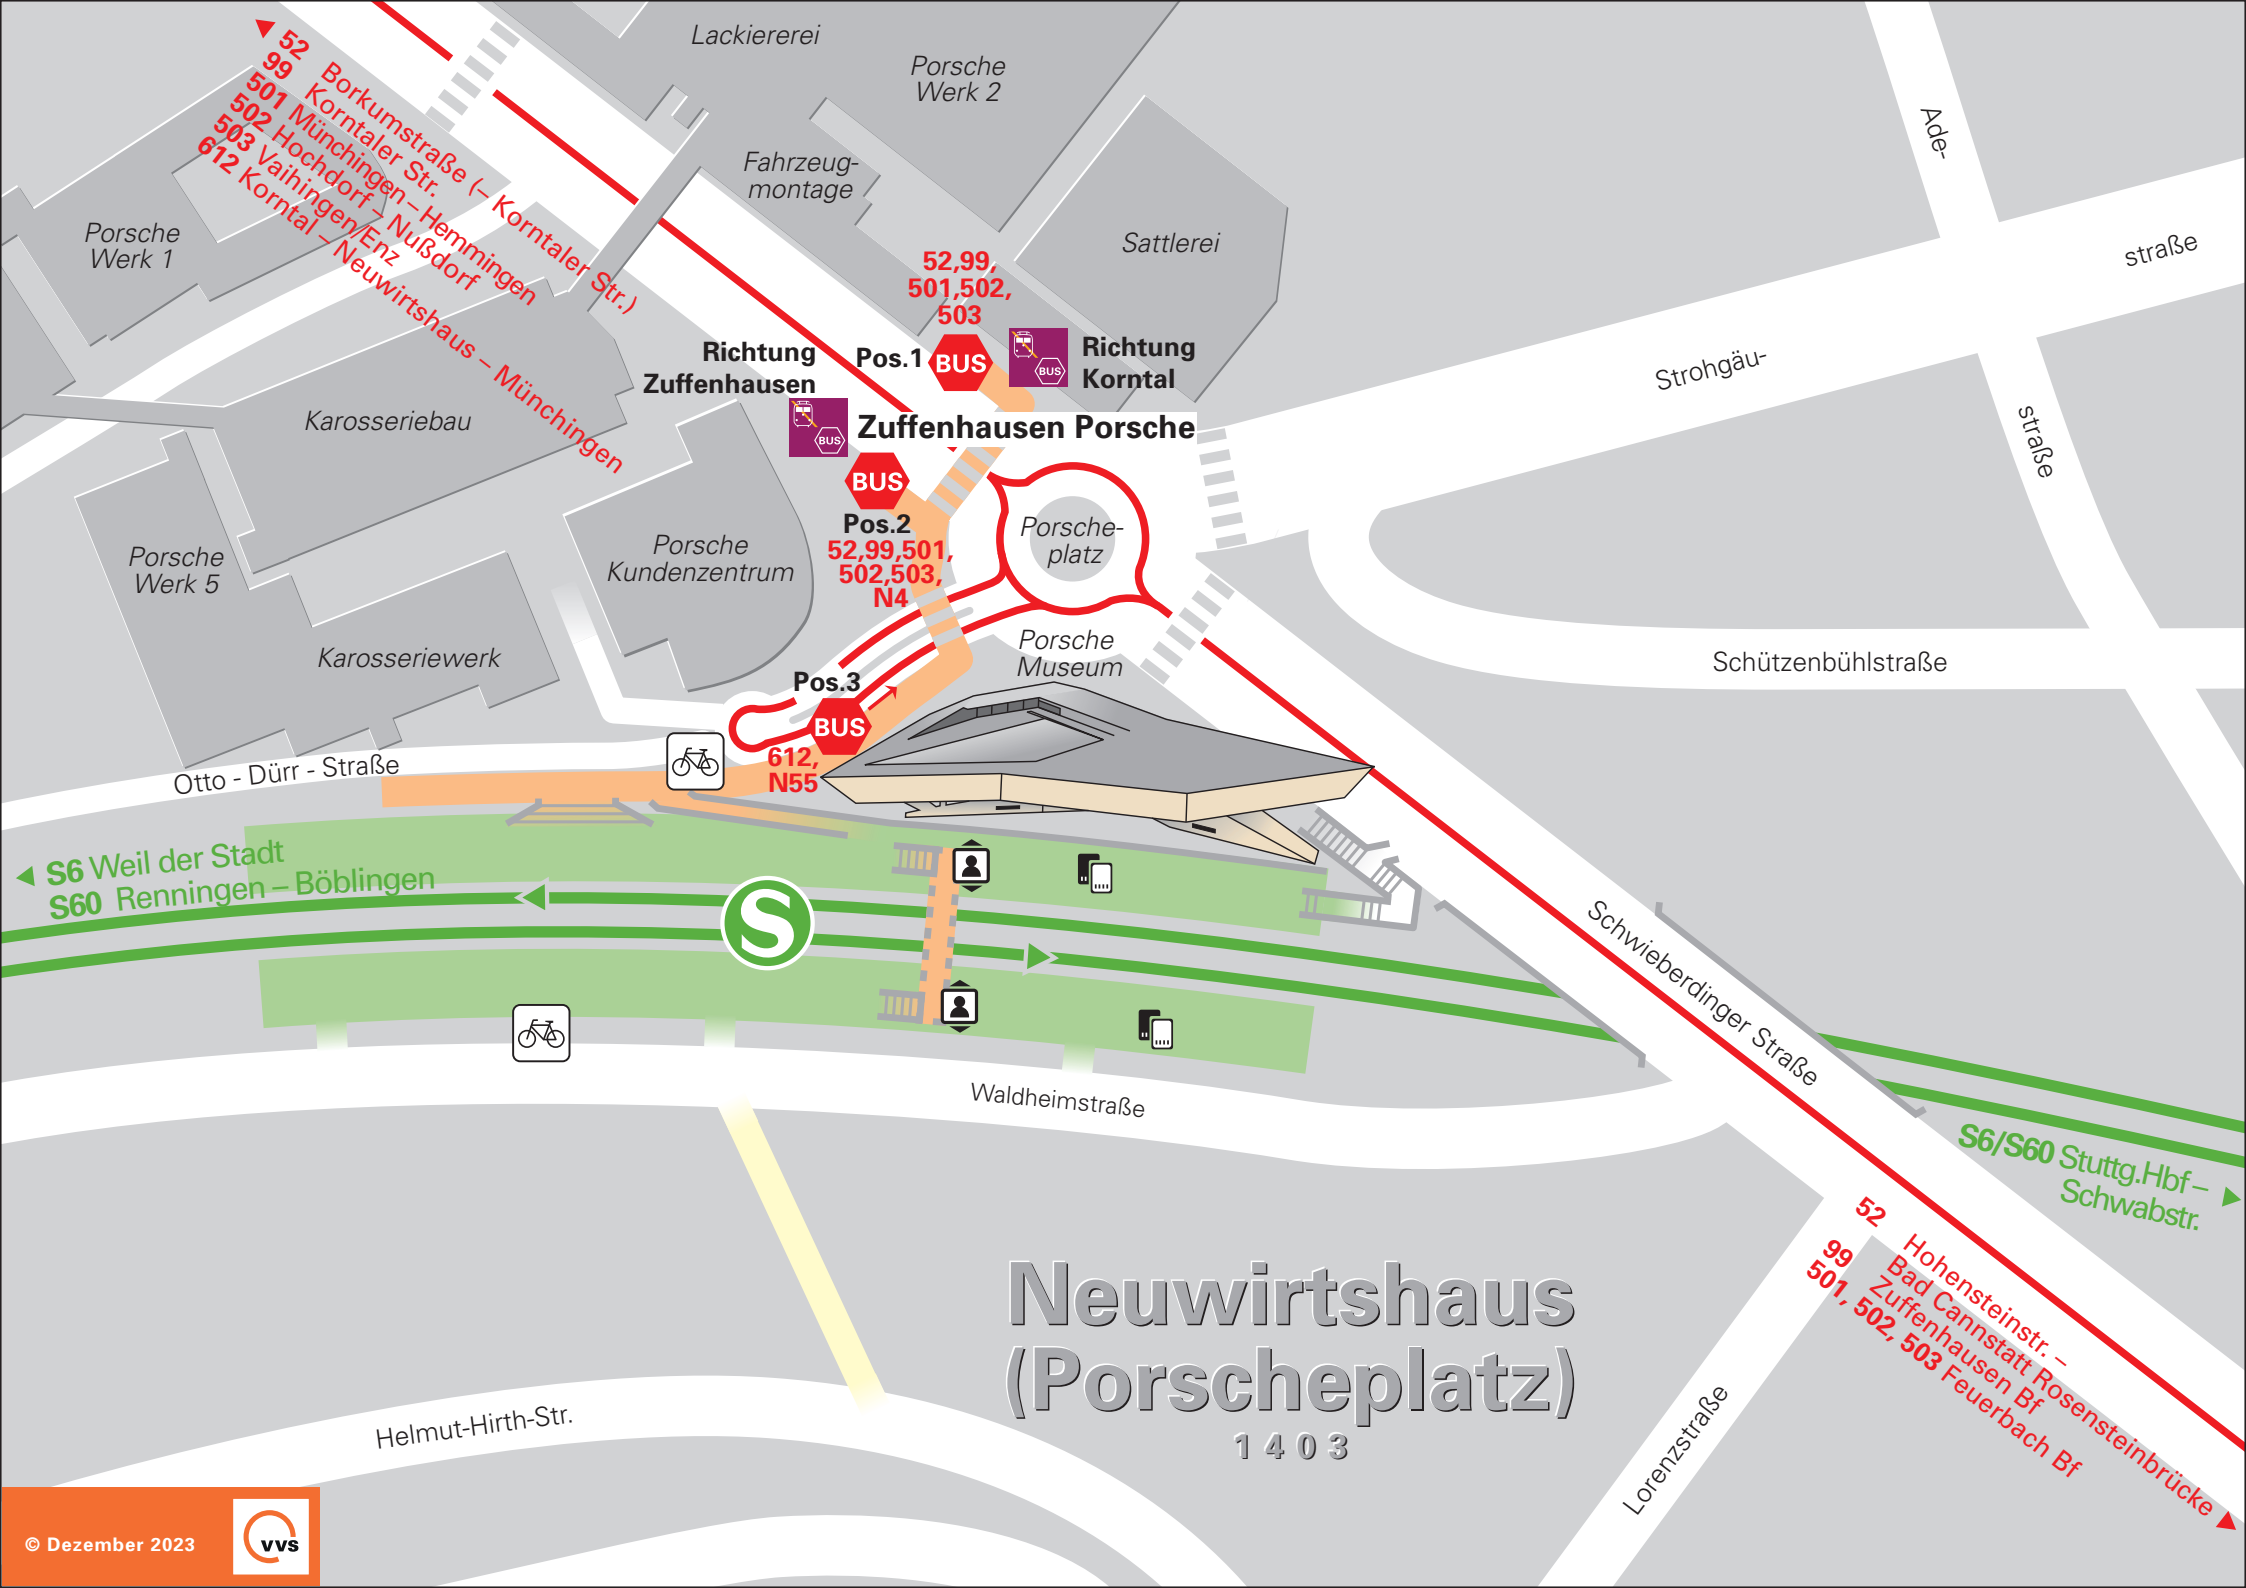 52 Borkumstraße (– Korntaler Str.)
99 Korntaler Str.
501 Münchingen – Hemmingen
502 Hochdorf – Nußdorf
503 Vaihingen/Enz
612 Korntal – Neuwirtshaus – Münchingen
Lackiererei
Porsche
Werk 2
Fahrzeug-
montage
Sattlerei
Porsche
Werk 1
Ade-
straße
straße
Strohgäu-
52,99,
501,502,
503
Pos.1
BUS
BUS
Richtung
Korntal
Richtung
Zuffenhausen
BUS
Zuffenhausen Porsche
BUS
Pos.2
52,99,501,
502,503,
N4
Porsche-
platz
Karosseriebau
Porsche
Kundenzentrum
Porsche
Werk 5
Karosseriewerk
Porsche
Museum
Schützenbühlstraße
Pos.3
BUS
612,
N55
Otto - Dürr - Straße
S6 Weil der Stadt
S60 Renningen – Böblingen
S
Schwieberdinger Straße
Waldheimstraße
S6/S60 Stuttg.Hbf –
Schwabstr.
52 Hohensteinstr. –
Bad Cannstatt Rosensteinbrücke
99 Zuffenhausen Bf
501, 502, 503 Feuerbach Bf
Neuwirtshaus
(Porscheplatz)
1403
Helmut-Hirth-Str.
Lorenzstraße
© Dezember 2023
vvs